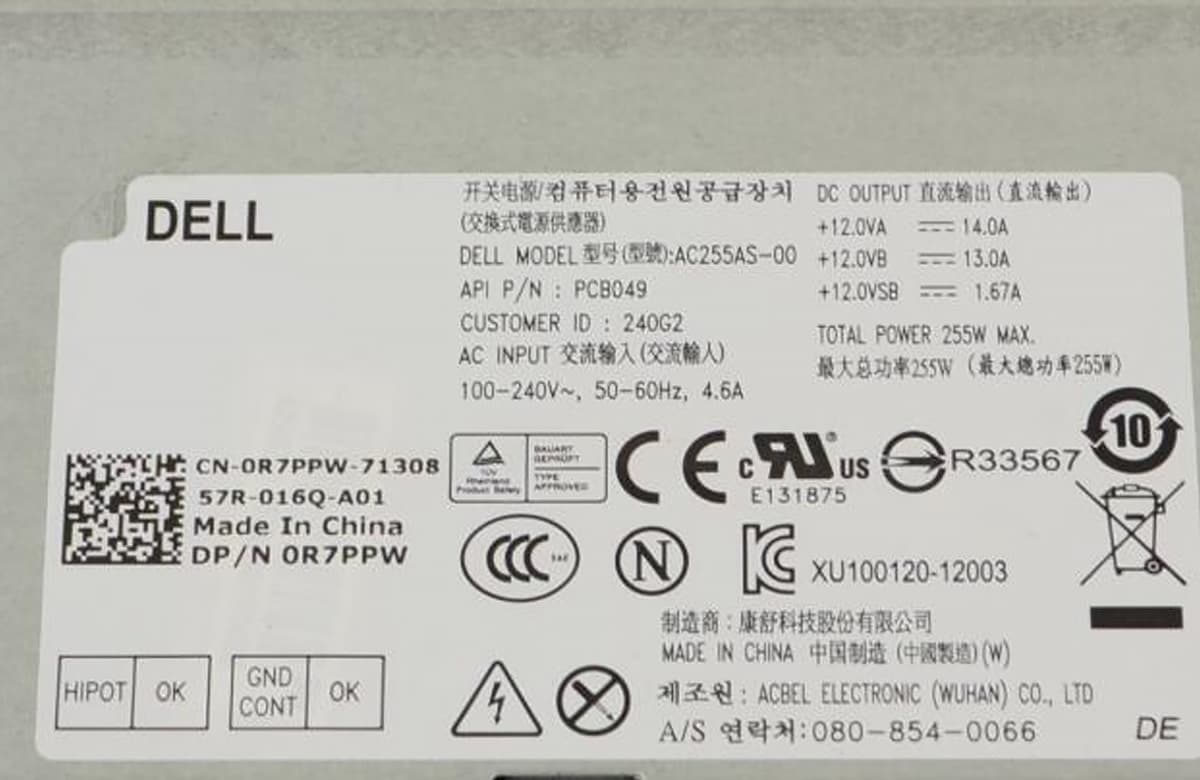 DELL
开关电源/컴퓨터용전원공급장치
(交換式電源供應器)
DELL MODEL 型号(型號):AC255AS-00
API P/N : PCB049
CUSTOMER ID : 240G2
AC INPUT 交流输入(交流輸入)
100-240V~, 50-60Hz, 4.6A
DC OUTPUT 直流输出(直流輸出)
+12.0VA 14.0A
+12.0VB 13.0A
+12.0VSB 1.67A
TOTAL POWER 255W MAX.
最大总功率255W (最大總功率255W)
CN-0R7PPW-71308
57R-016Q-A01
Made In China
DP/N 0R7PPW
TÜV
Rheinland
Product Safety
BAUART
GEPRÜFT
TYPE
APPROVED
CE
c RU ® US
E131875
R33567
10
CCC S&E
N
KC XU100120-12003
制造商:康舒科技股份有限公司
MADE IN CHINA 中国制造 (中國製造)(W)
제조원: ACBEL ELECTRONIC (WUHAN) CO., LTD
A/S 연락처:080-854-0066
HIPOT OK
GND
CONT OK
DE